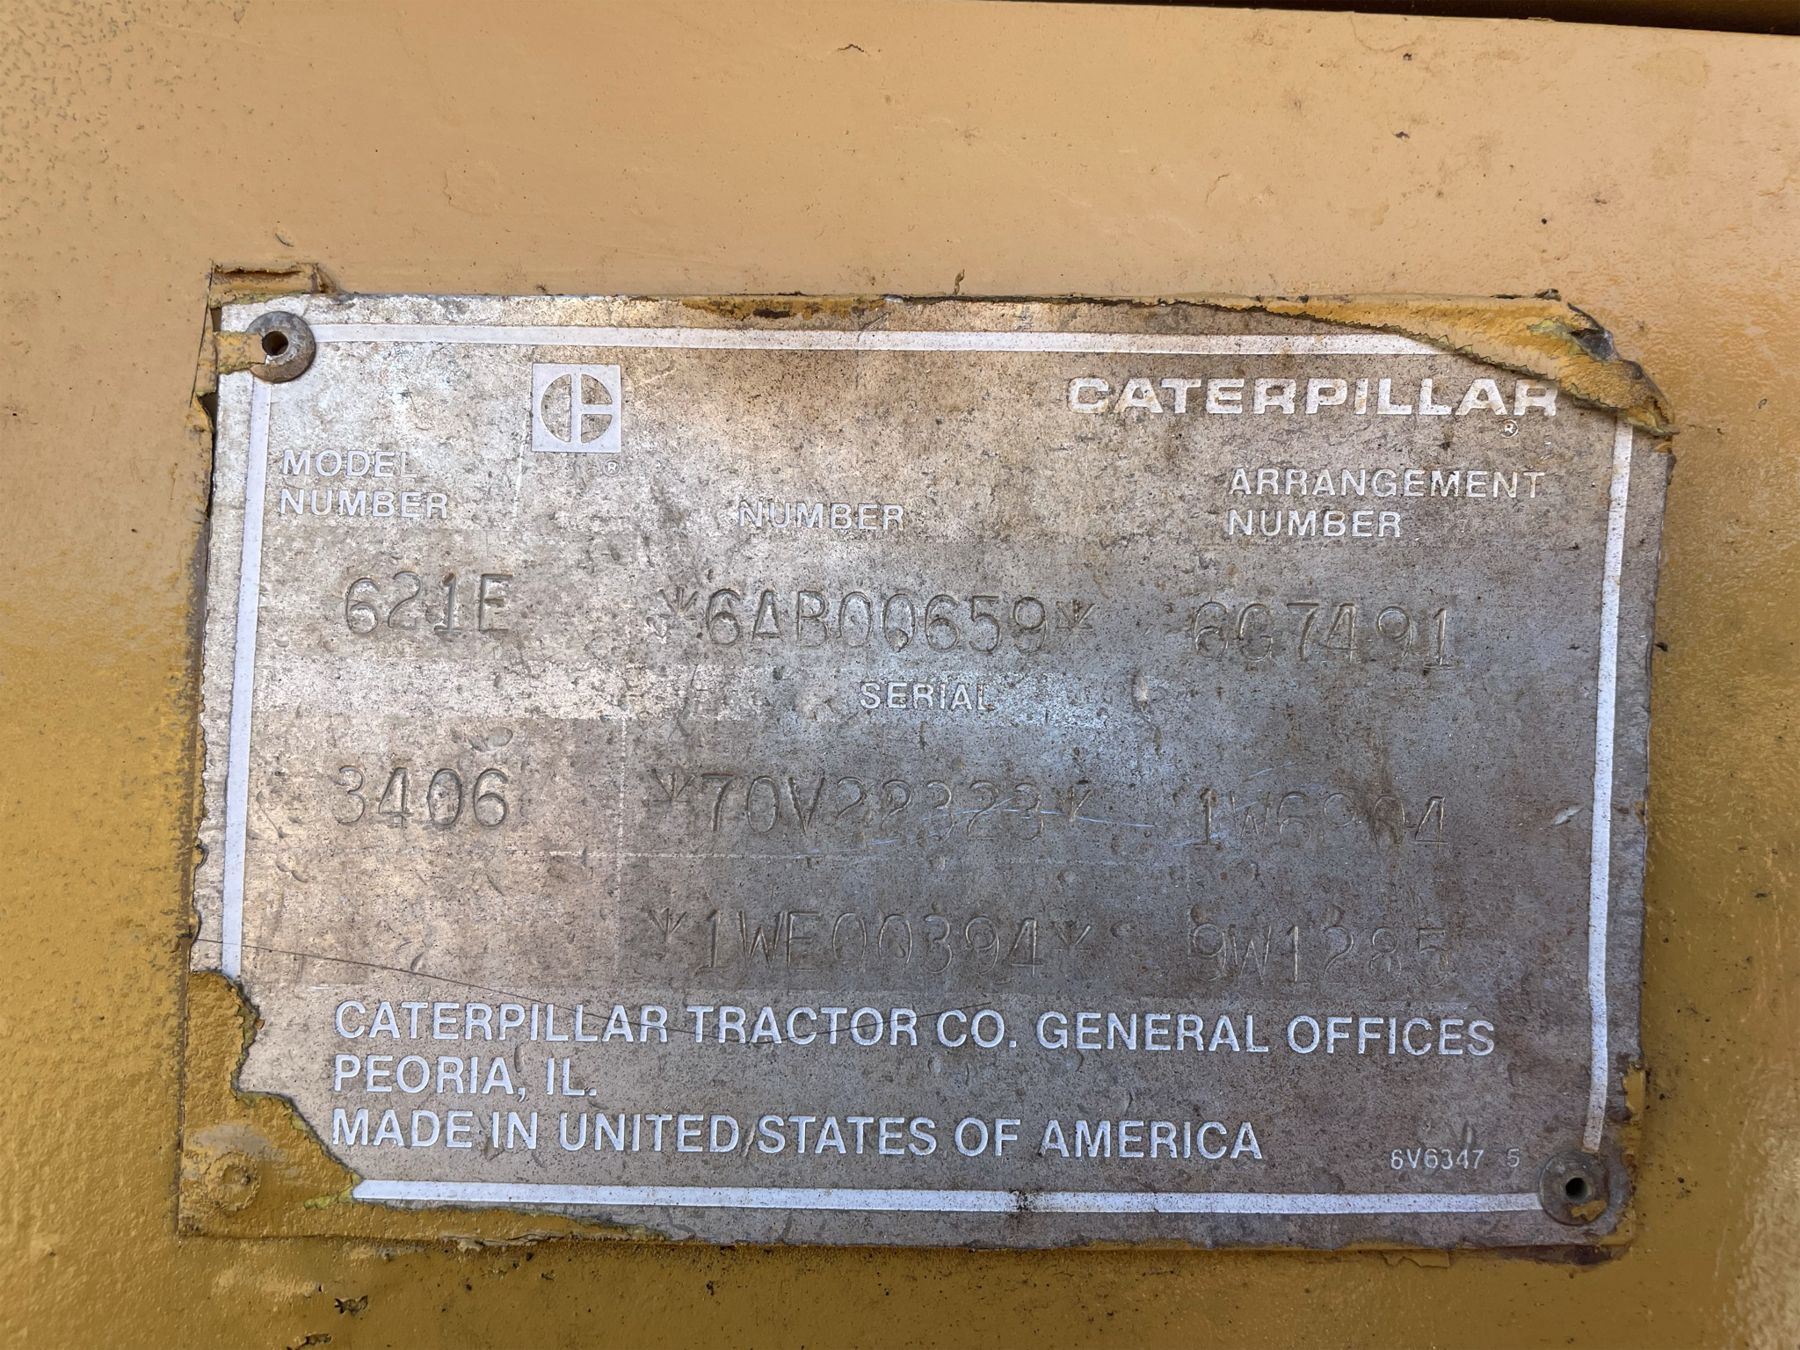 CATERPILLAR
MODEL NUMBER
NUMBER
ARRANGEMENT NUMBER
621E *6AB00659* 6G7491
SERIAL
3406 *70V22323*
*1WE00394* 9W1285
CATERPILLAR TRACTOR CO. GENERAL OFFICES
PEORIA, IL.
MADE IN UNITED STATES OF AMERICA
6V6347 5